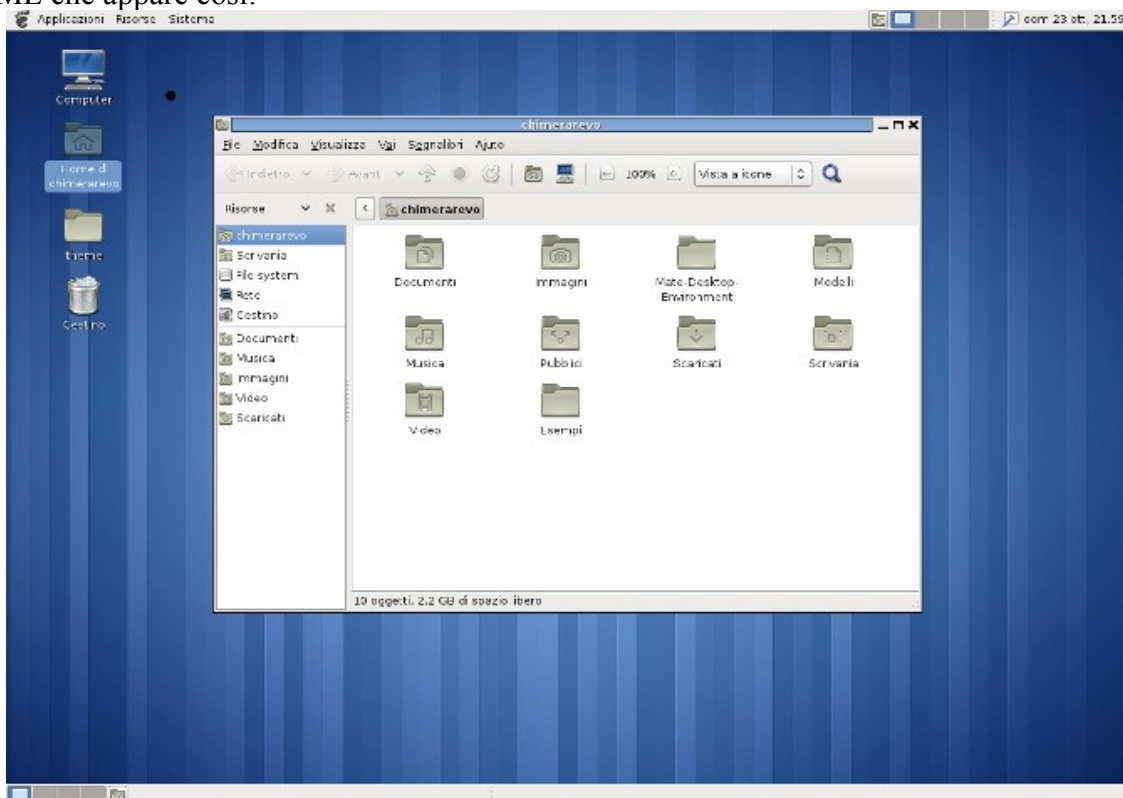 ME che appare così:
Applicazioni Risorse Sistema
dom 23 ott, 21.59
Computer
Home di
chimerarevo
theme
Cestino
chimerarevo
File Modifica Visualizza Vai Segnalibri Aiuto
Indietro Avanti 100% Vista a icone
Risorse chimerarevo
chimerarevo
Scrivania
File system
Rete
Cestino
Documenti
Musica
Immagini
Video
Scaricati
Documenti Immagini Mate-Desktop-
Environment Modelli
Musica Pubblici Scaricati Scrivania
Video Esempi
10 oggetti, 2,2 GB di spazio libero